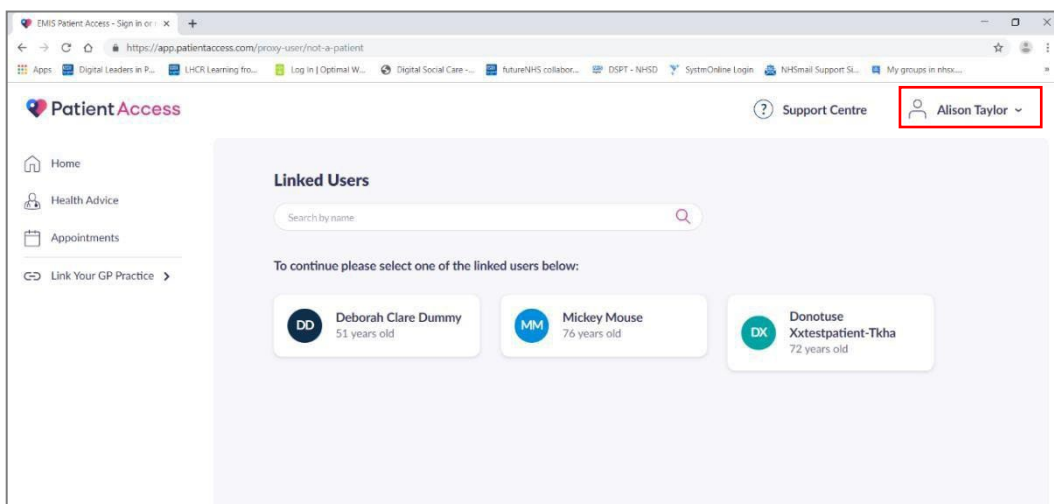 EMIS Patient Access - Sign in or r
https://app.patientaccess.com/proxy-user/not-a-patient
Apps Digital Leaders in P... LHCR Learning fro... Log In | Optimal W... Digital Social Care -... futureNHS collabor... DSPT - NHSD SystmOnline Login NHSmail Support Si... My groups in nhsx....
Patient Access
? Support Centre
Alison Taylor
Home
Health Advice
Appointments
Link Your GP Practice
Linked Users
Search by name
To continue please select one of the linked users below:
DD
Deborah Clare Dummy
51 years old
MM
Mickey Mouse
76 years old
DX
Donotuse
Xxtestpatient-Tkha
72 years old